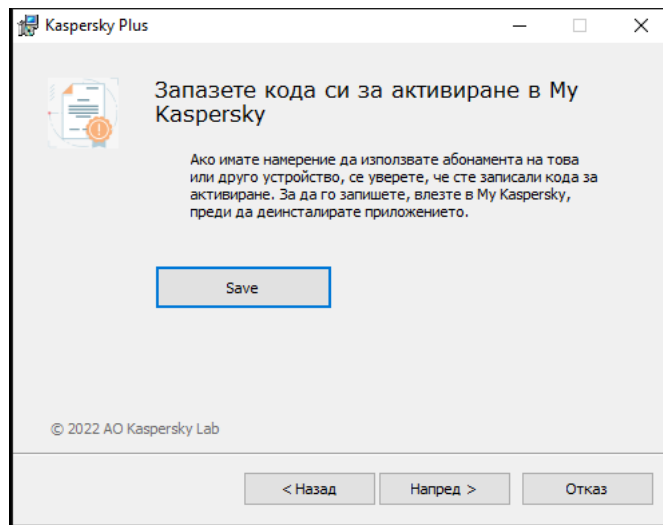 Kaspersky Plus
Запазете кода си за активиране в My
Kaspersky
Ако имате намерение да използвате абонамента на това
или друго устройство, се уверете, че сте записали кода за
активиране. За да го запишете, влезте в My Kaspersky,
преди да деинсталирате приложението.
Save
© 2022 AO Kaspersky Lab
< Назад
Напред >
Отказ